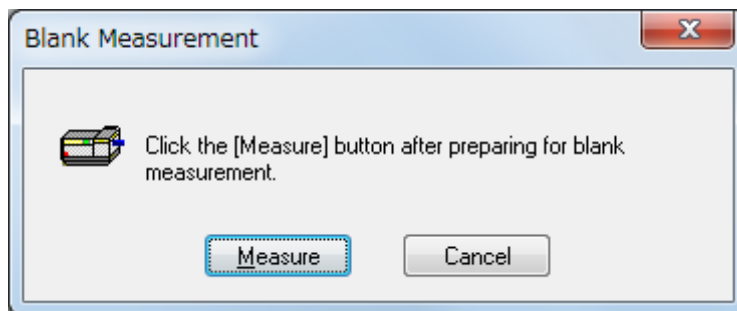 Blank Measurement
Click the [Measure] button after preparing for blank
measurement.
Measure
Cancel